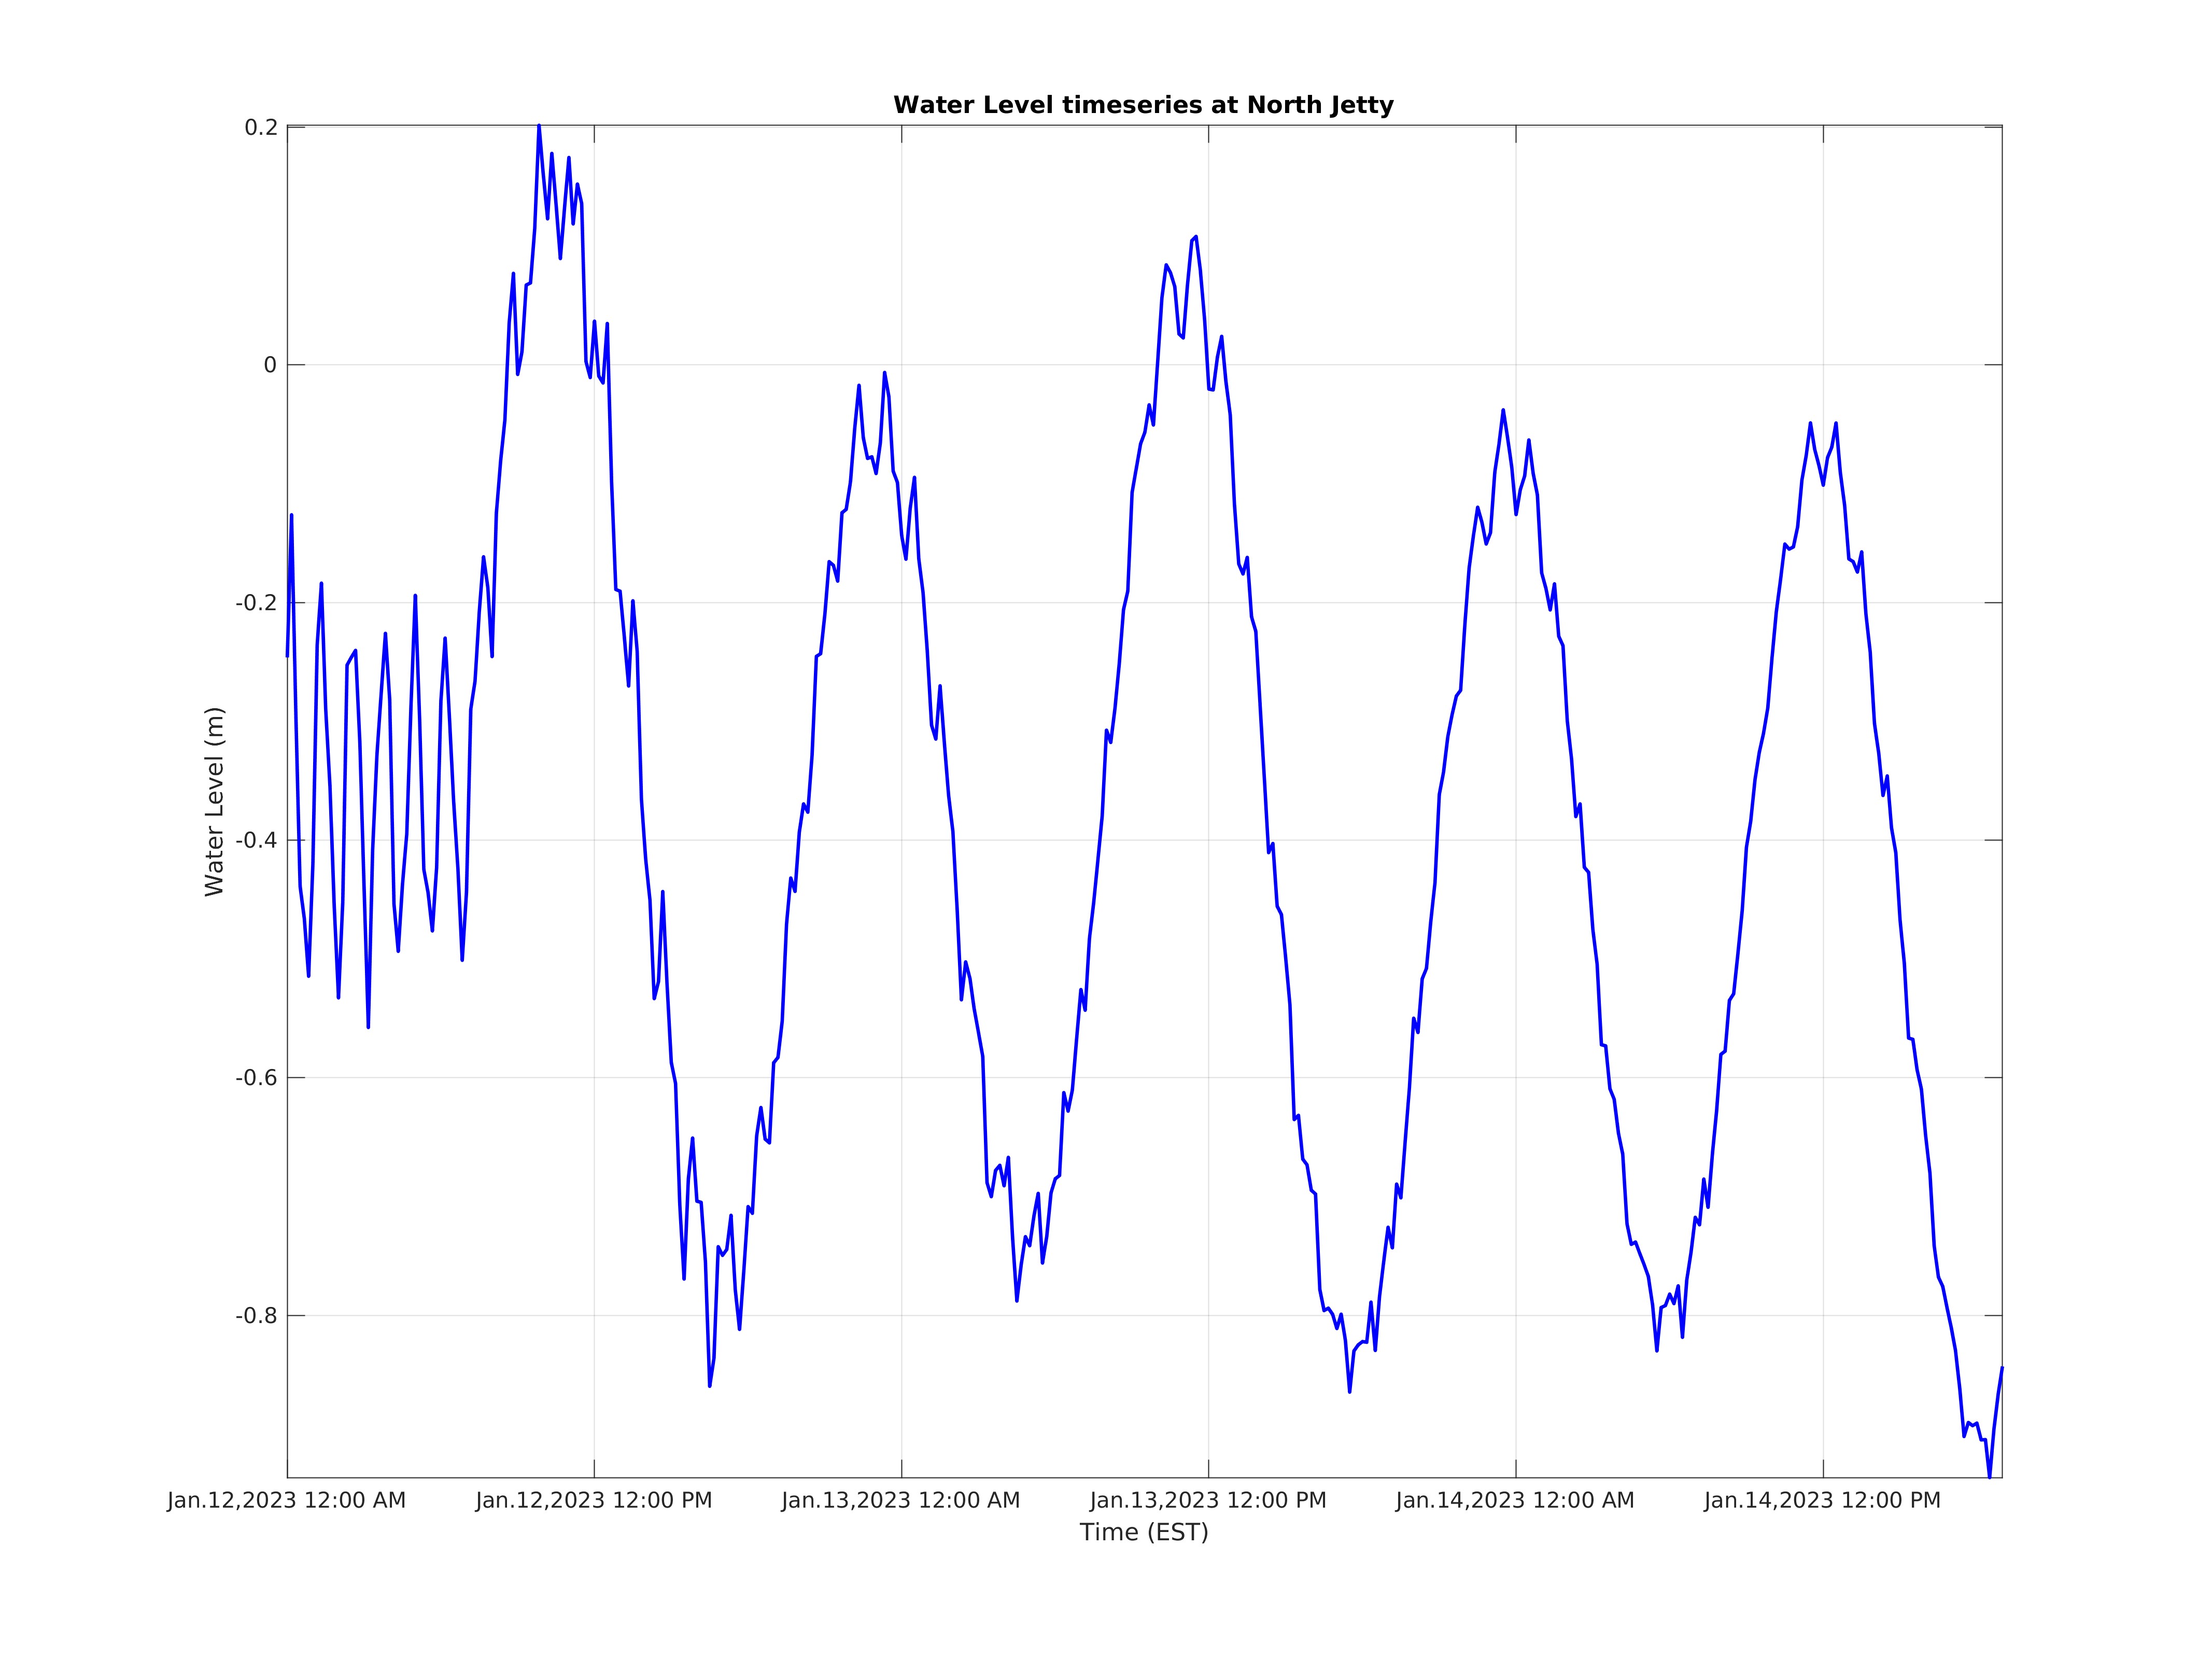 Water Level timeseries at North Jetty
0.2
0
-0.2
-0.4
-0.6
-0.8
Water Level (m)
Jan.12,2023 12:00 AM
Jan.12,2023 12:00 PM
Jan.13,2023 12:00 AM
Jan.13,2023 12:00 PM
Jan.14,2023 12:00 AM
Jan.14,2023 12:00 PM
Time (EST)